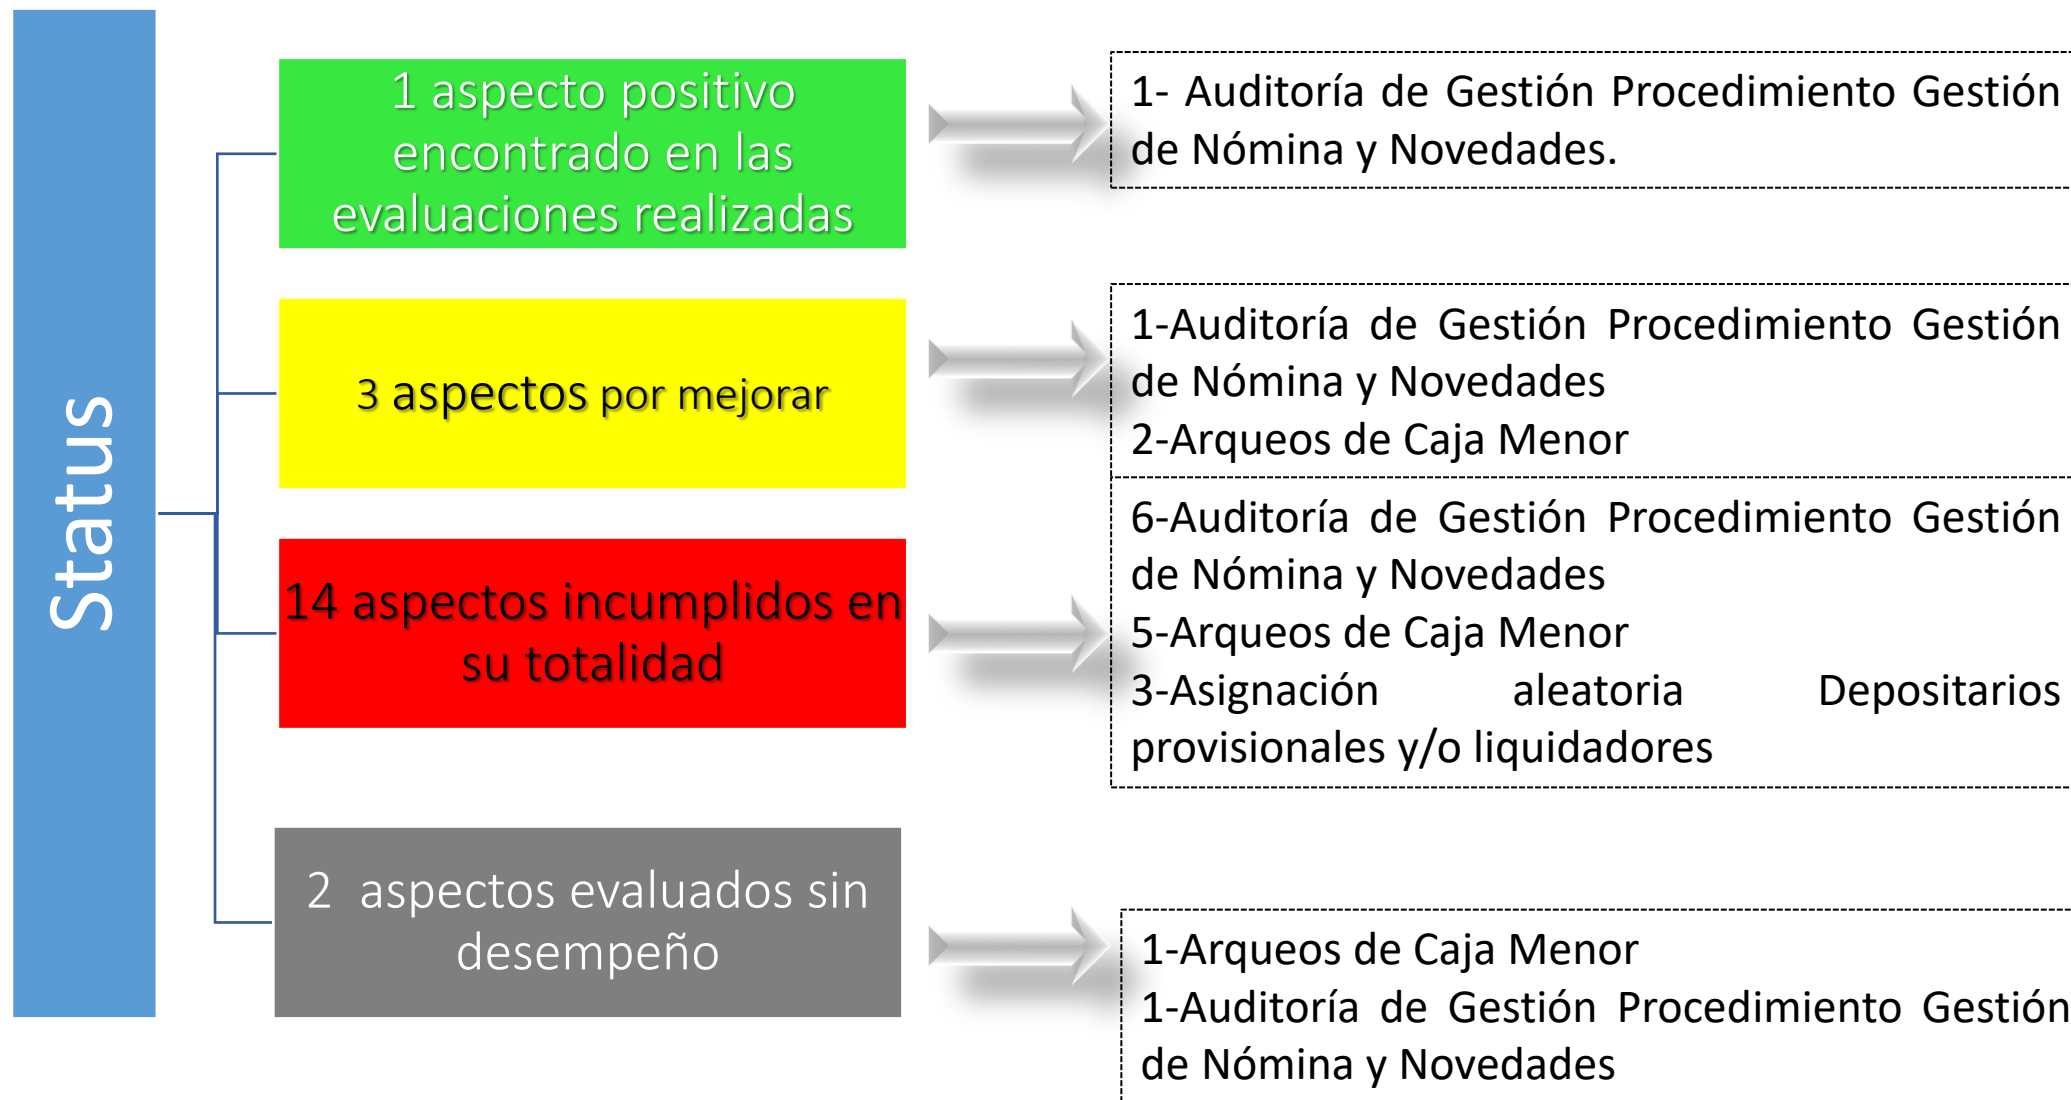 Status
1 aspecto positivo
encontrado en las
evaluaciones realizadas
1- Auditoría de Gestión Procedimiento Gestión
de Nómina y Novedades.
3 aspectos por mejorar
1-Auditoría de Gestión Procedimiento Gestión
de Nómina y Novedades
2-Arqueos de Caja Menor
14 aspectos incumplidos en
su totalidad
6-Auditoría de Gestión Procedimiento Gestión
de Nómina y Novedades
5-Arqueos de Caja Menor
3-Asignación aleatoria Depositarios
provisionales y/o liquidadores
2 aspectos evaluados sin
desempeño
1-Arqueos de Caja Menor
1-Auditoría de Gestión Procedimiento Gestión
de Nómina y Novedades